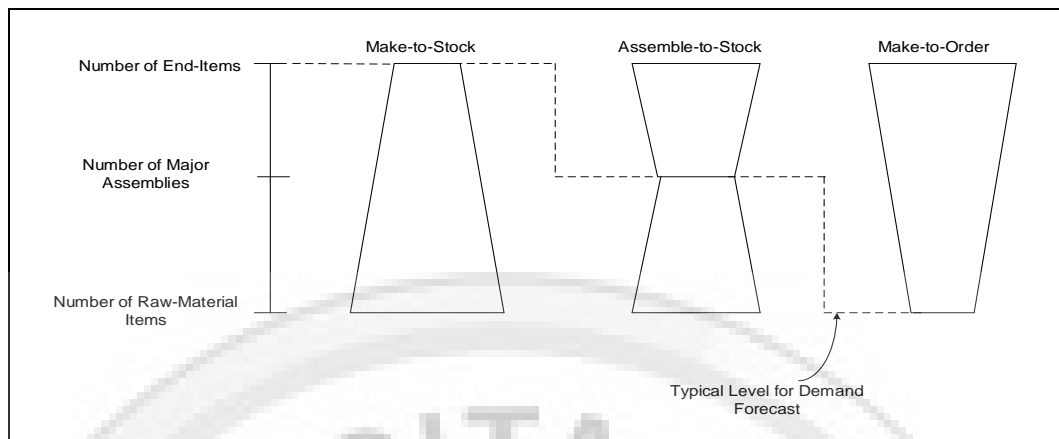 Make-to-Stock
Assemble-to-Stock
Make-to-Order
Number of End-Items
Number of Major
Assemblies
Number of Raw-Material
Items
Typical Level for Demand
Forecast